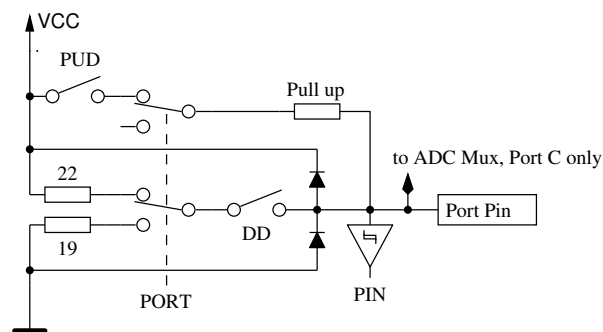 VCC
PUD
Pull up
to ADC Mux, Port C only
22
Port Pin
19
DD
PIN
PORT